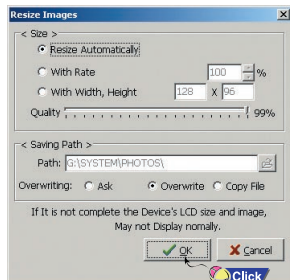 Resize Images
< Size >
Resize Automatically
With Rate 100 %
With Width, Height 128 X 96
Quality 99%
< Saving Path >
Path: G:\SYSTEM\PHOTOS\
Overwriting: Ask Overwrite Copy File
If It is not complete the Device's LCD size and image,
May not Display nomally.
OK Cancel
Click